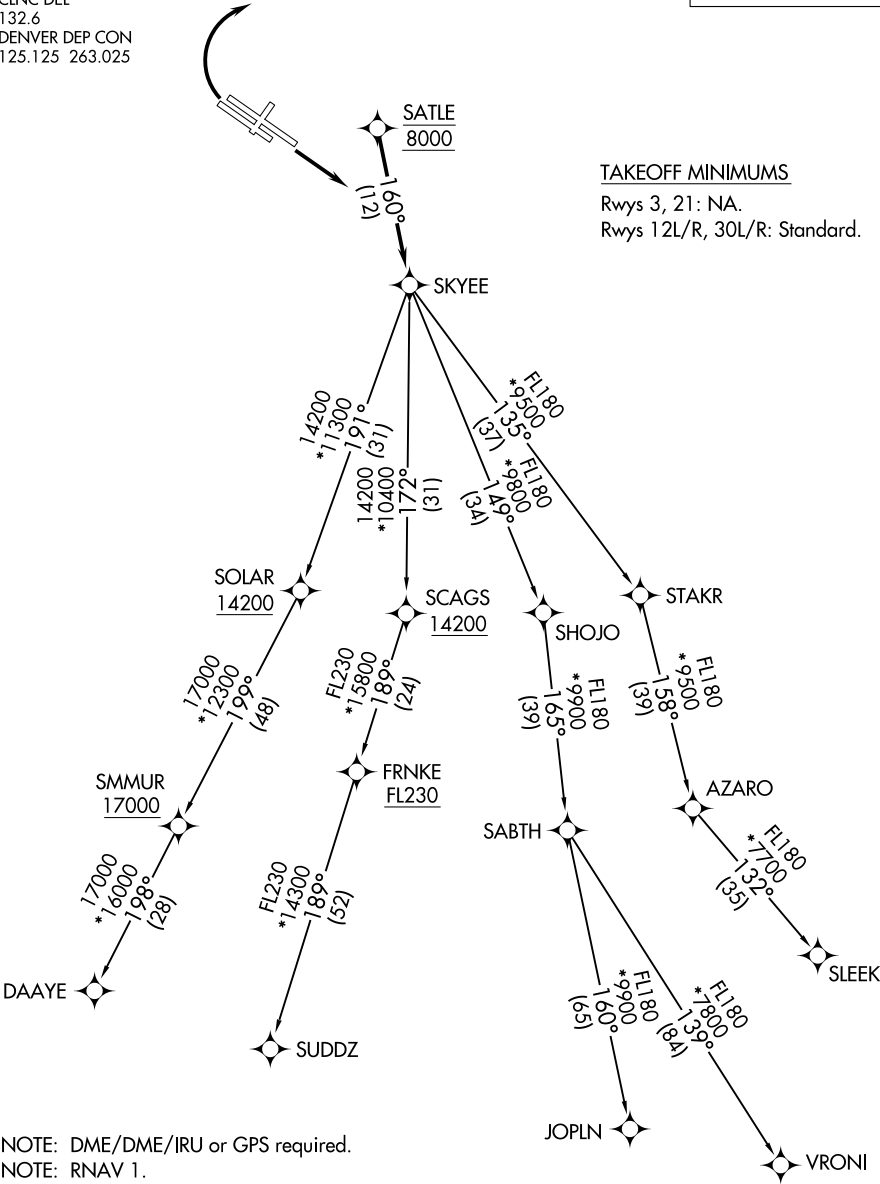 132.6
DENVER DEP CON
125.125 263.025
SATLE
8000
TAKEOFF MINIMUMS
Rwys 3, 21: NA.
Rwys 12L/R, 30L/R: Standard.
160°
(12)
SKYEE
14200
*11300
191°
(31)
14200
*10400
172°
(31)
FL180
*9800
149°
(34)
FL180
*9500
135°
(37)
SOLAR
14200
SCAGS
14200
SHOJO
STAKR
17000
*12300
199°
(48)
FL230
*15800
189°
(24)
FL180
*9900
165°
(39)
FL180
*9500
158°
(39)
SMMUR
17000
FRNKE
FL230
SABTH
AZARO
17000
*16000
198°
(28)
FL230
*14300
189°
(52)
FL180
*9900
160°
(65)
FL180
*7800
139°
(84)
FL180
*7700
132°
(35)
DAAYE
SUDDZ
SLEEK
JOPLN
VRONI
NOTE: DME/DME/IRU or GPS required.
NOTE: RNAV 1.